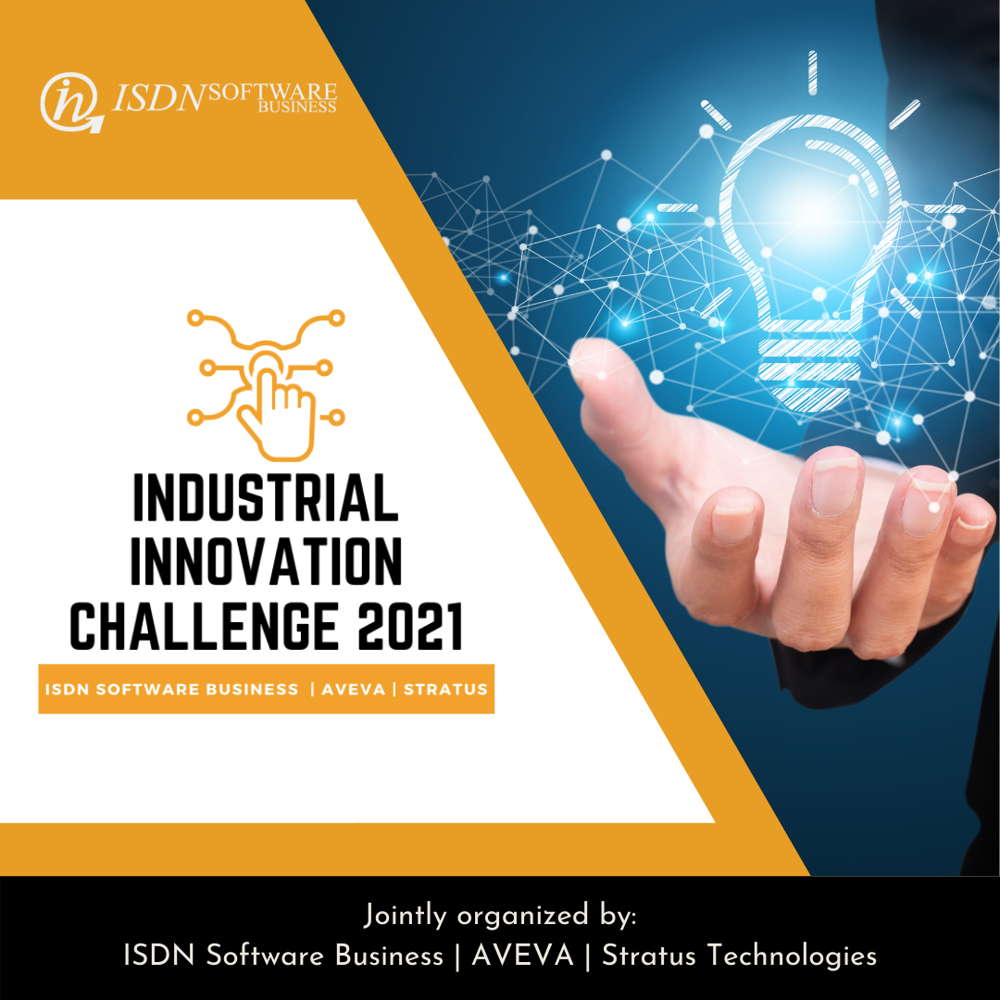 in ISDN SOFTWARE
BUSINESS
INDUSTRIAL
INNOVATION
CHALLENGE 2021
ISDN SOFTWARE BUSINESS | AVEVA | STRATUS
Jointly organized by:
ISDN Software Business | AVEVA | Stratus Technologies